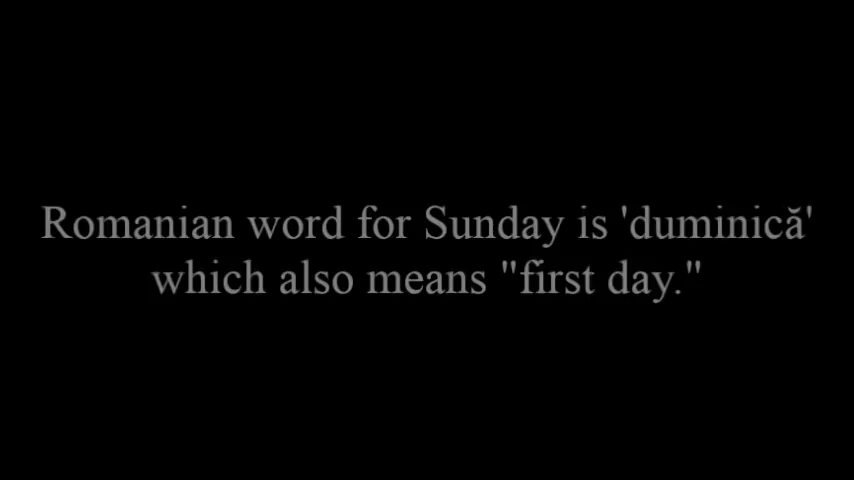 Romanian word for Sunday is 'duminică'
which also means "first day."